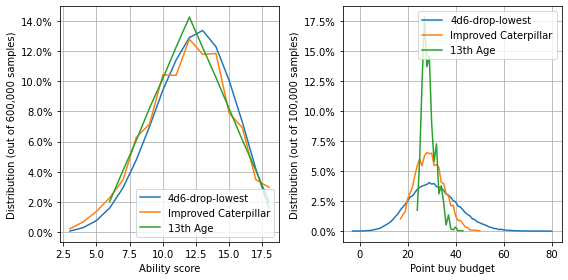 14.0%
12.0%
10.0%
8.0%
6.0%
4.0%
2.0%
0.0%
Distribution (out of 600,000 samples)
2.5 5.0 7.5 10.0 12.5 15.0 17.5
Ability score
4d6-drop-lowest
Improved Caterpillar
13th Age
17.5%
15.0%
12.5%
10.0%
7.5%
5.0%
2.5%
0.0%
Distribution (out of 100,000 samples)
0 20 40 60 80
Point buy budget
4d6-drop-lowest
Improved Caterpillar
13th Age